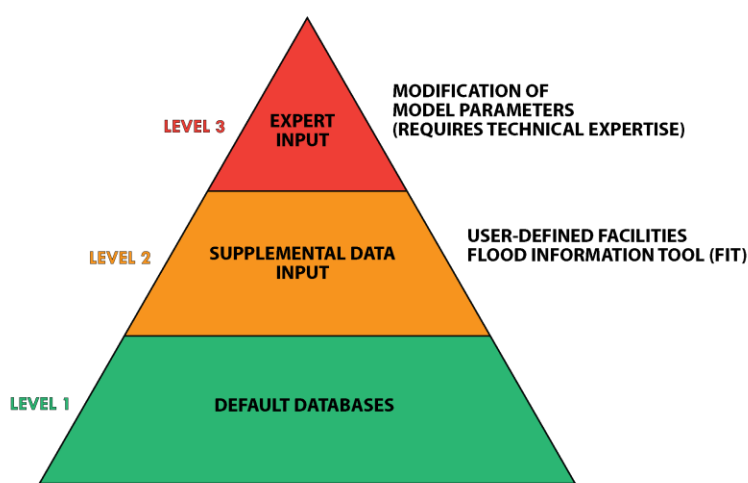 LEVEL 3
EXPERT
INPUT
MODIFICATION OF
MODEL PARAMETERS
(REQUIRES TECHNICAL EXPERTISE)
LEVEL 2
SUPPLEMENTAL DATA
INPUT
USER-DEFINED FACILITIES
FLOOD INFORMATION TOOL (FIT)
LEVEL 1
DEFAULT DATABASES